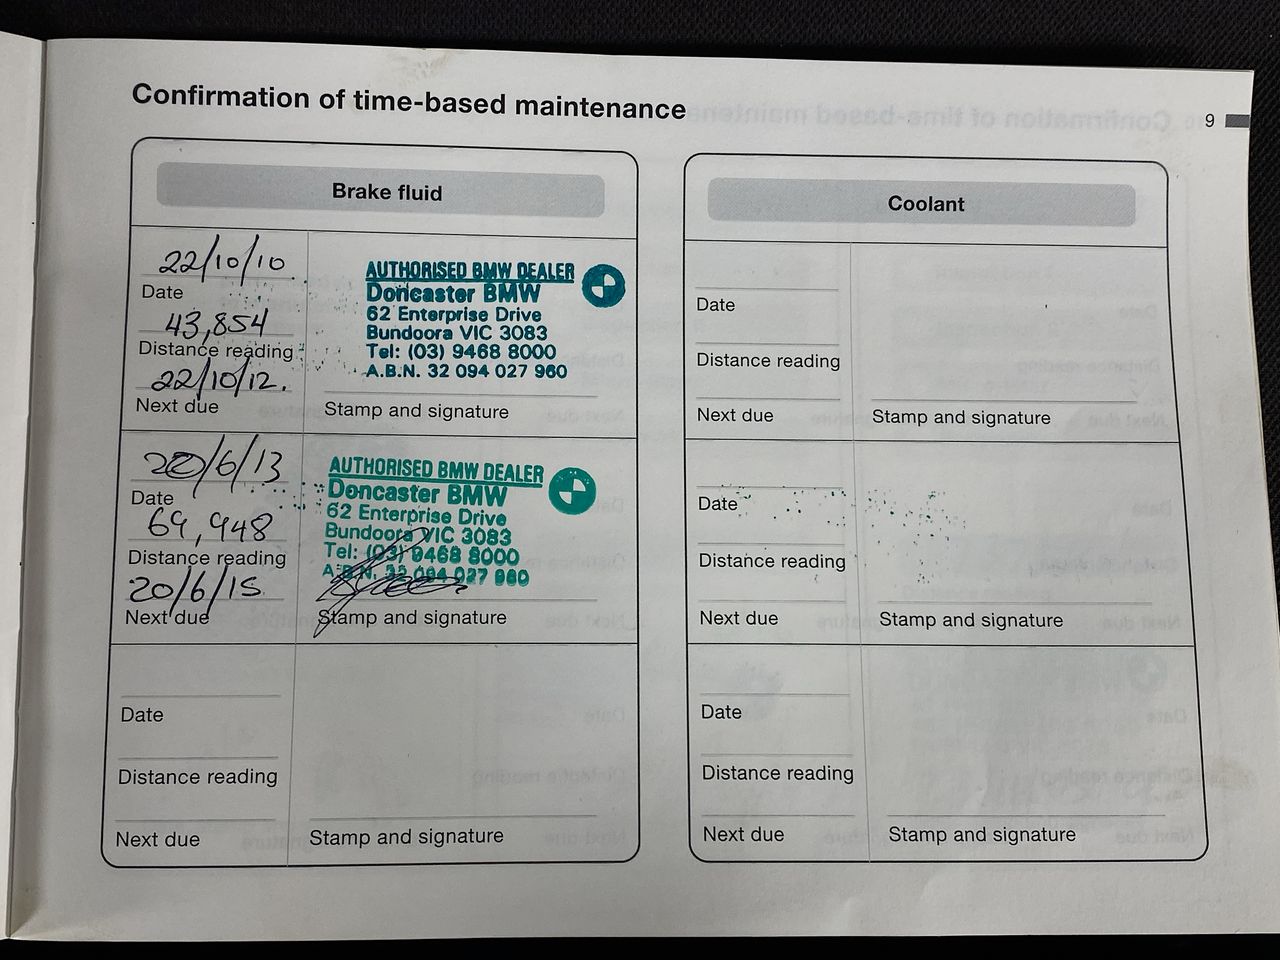 Confirmation of time-based maintenance
9
Brake fluid
22/10/10
Date
43,854
Distance reading
22/10/12.
Next due
AUTHORISED BMW DEALER
Doncaster BMW
62 Enterprise Drive
Bundoora VIC 3083
Tel: (03) 9468 8000
A.B.N. 32 094 027 960
Stamp and signature
20/6/13
Date
69,948
Distance reading
20/6/15
Next due
AUTHORISED BMW DEALER
Doncaster BMW
62 Enterprise Drive
Bundoora VIC 3083
Tel: (03) 9468 8000
A.B.N. 32 094 027 960
Stamp and signature
Date
Distance reading
Next due
Stamp and signature
Coolant
Date
Distance reading
Next due
Stamp and signature
Date
Distance reading
Next due
Stamp and signature
Date
Distance reading
Next due
Stamp and signature